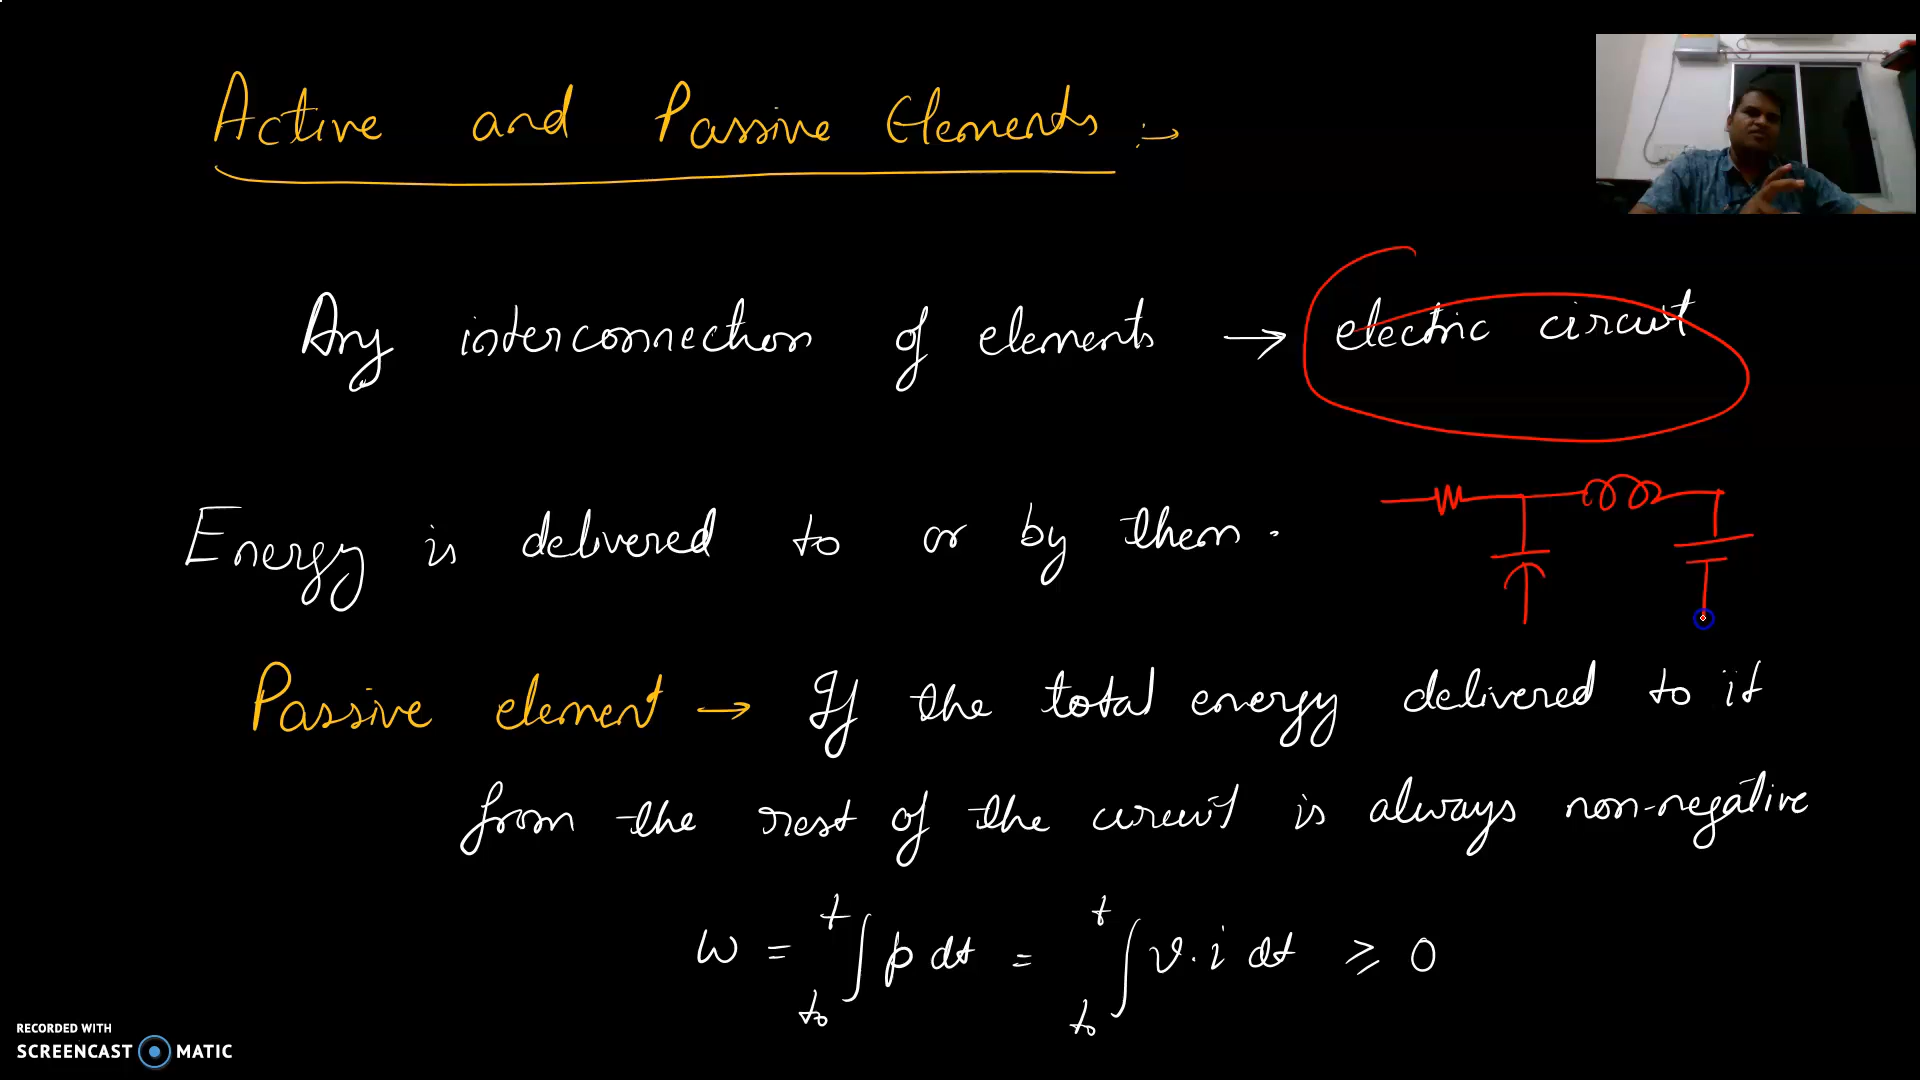 Active and Passive Elements :→
Any interconnection of elements → electric circuit
Energy is delivered to or by them.
Passive element → If the total energy delivered to it
from the rest of the circuit is always non-negative
w = ∫ₜ₀ᵗ p dt = ∫ₜ₀ᵗ v.i dt ≥ 0
RECORDED WITH
SCREENCAST MATIC